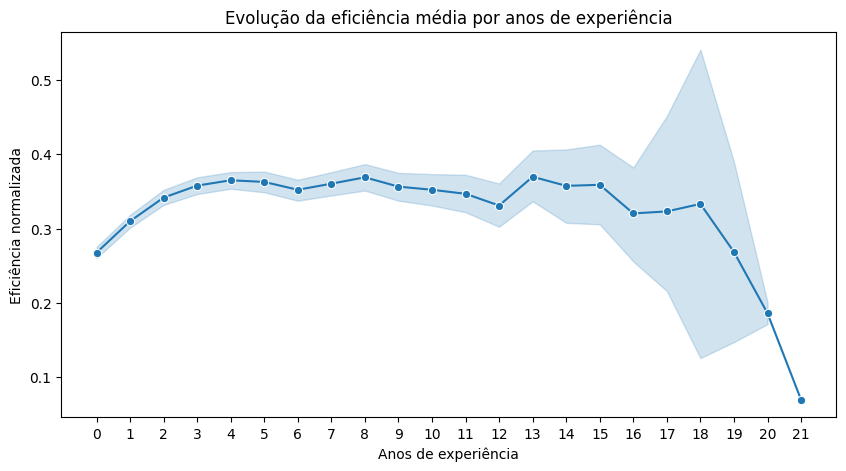 Evolução da eficiência média por anos de experiência
Eficiência normalizada
0.5
0.4
0.3
0.2
0.1
0 1 2 3 4 5 6 7 8 9 10 11 12 13 14 15 16 17 18 19 20 21
Anos de experiência